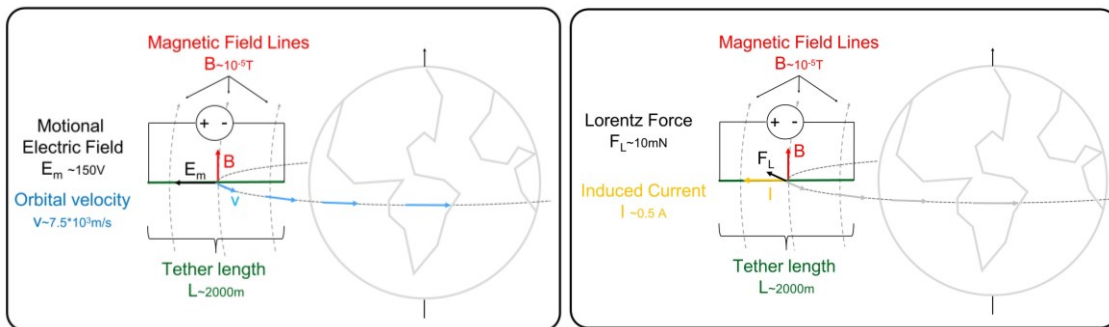 Magnetic Field Lines
B~10⁻⁵T
+ -
Motional
Electric Field
Eₘ ~150V
Eₘ
B
v
Orbital velocity
v~7.5*10³m/s
Tether length
L~2000m
Magnetic Field Lines
B~10⁻⁵T
+ -
Lorentz Force
F_L~10mN
B
F_L
I
Induced Current
I ~0.5 A
Tether length
L~2000m